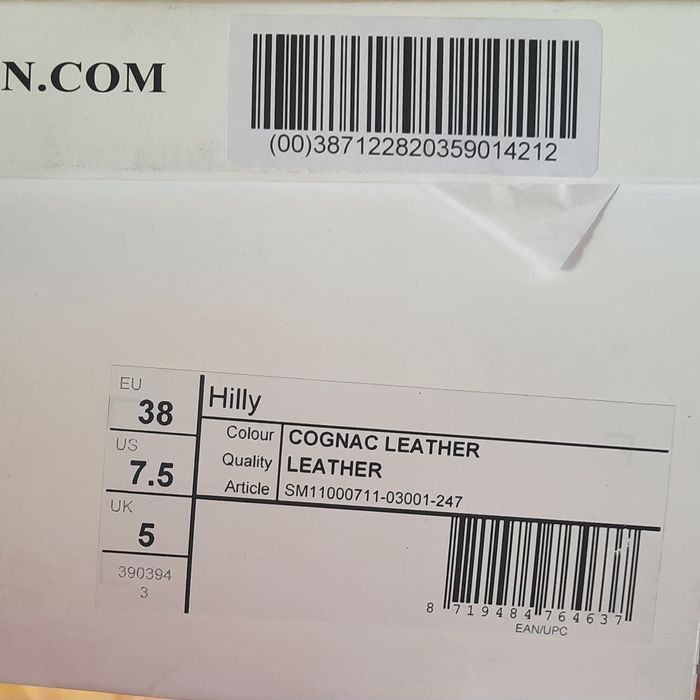 N.COM
(00)387122820359014212
EU
38
US
7.5
UK
5
390394
3
Hilly
Colour COGNAC LEATHER
Quality LEATHER
Article SM11000711-03001-247
8 719484 764637
EAN/UPC